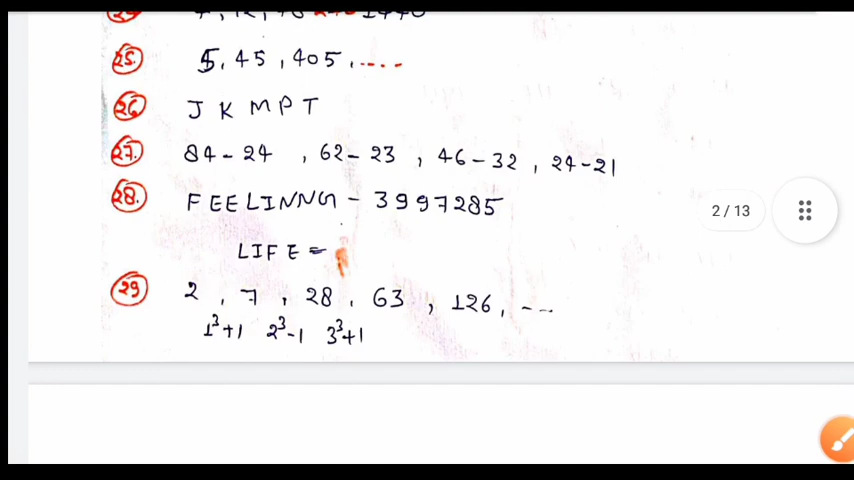 25. 5, 45, 405, ....
26 J K M P T
27. 84-24 , 62-23 , 46-32 , 24-21
28. FEELINNG - 3997285
2 / 13
LIFE =
29 2 , 7 , 28 , 63 , 126, ---
1³+1 2³-1 3³+1